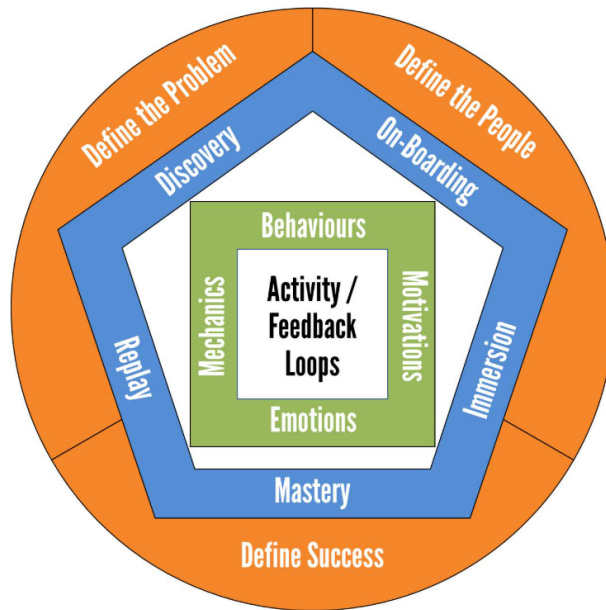 Define the Problem
Define the People
Discovery
On-Boarding
Behaviours
Mechanics
Activity /
Feedback
Loops
Motivations
Replay
Immersion
Emotions
Mastery
Define Success